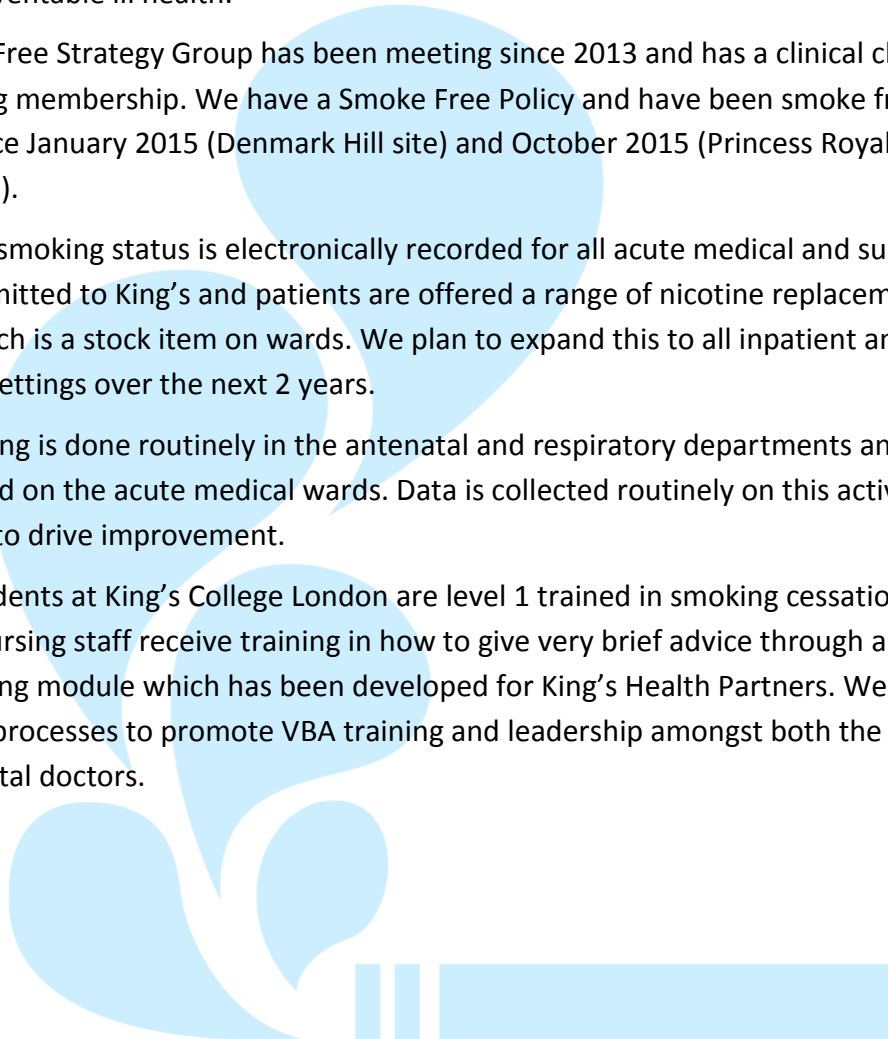 ventable ill health.
Free Strategy Group has been meeting since 2013 and has a clinical
g membership. We have a Smoke Free Policy and have been smoke
ce January 2015 (Denmark Hill site) and October 2015 (Princess Royal
).
smoking status is electronically recorded for all acute medical and su
mitted to King’s and patients are offered a range of nicotine replacem
ch is a stock item on wards. We plan to expand this to all inpatient
ettings over the next 2 years.
ng is done routinely in the antenatal and respiratory departments
d on the acute medical wards. Data is collected routinely on this activ
to drive improvement.
dents at King’s College London are level 1 trained in smoking cessatio
ursing staff receive training in how to give very brief advice through a
ng module which has been developed for King’s Health Partners. We
processes to promote VBA training and leadership amongst both the
tal doctors.